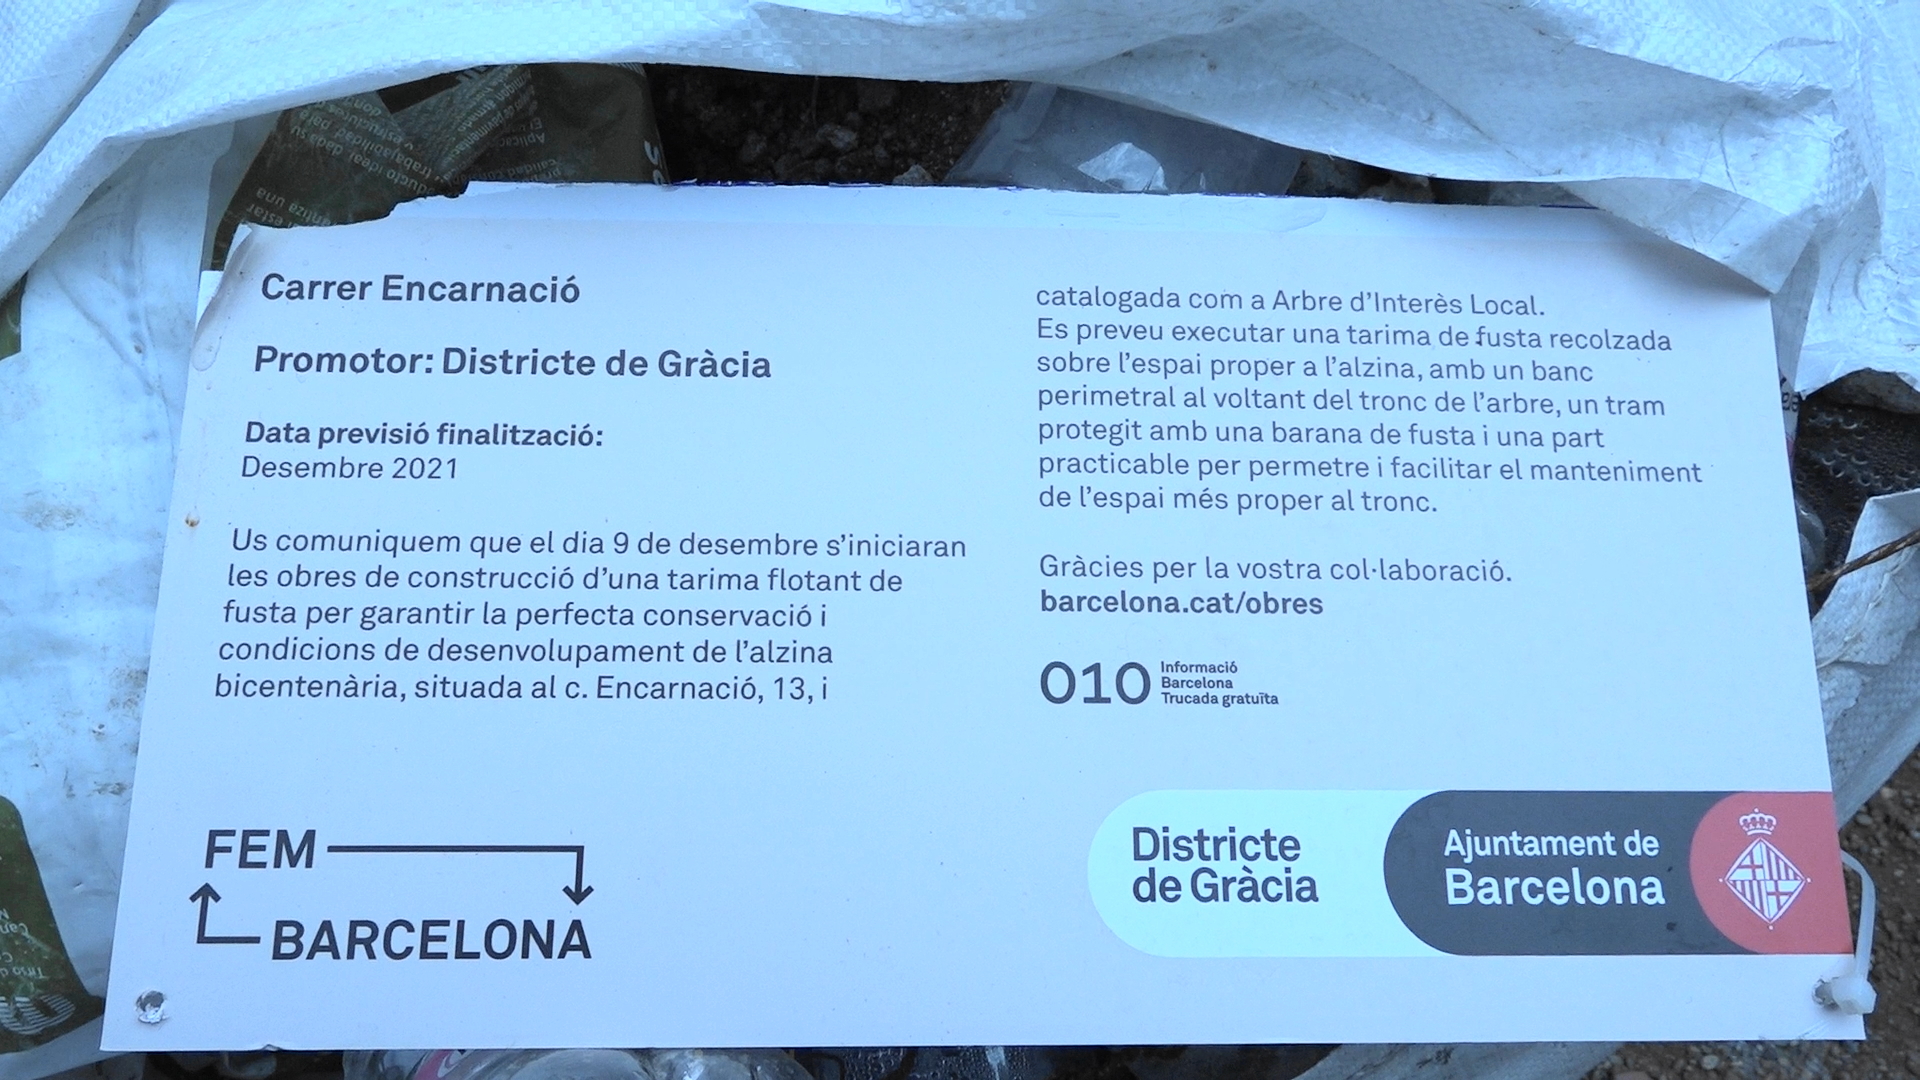 Carrer Encarnació
Promotor: Districte de Gràcia
Data previsió finalització:
Desembre 2021
Us comuniquem que el dia 9 de desembre s'iniciaran
les obres de construcció d'una tarima flotant de
fusta per garantir la perfecta conservació i
condicions de desenvolupament de l'alzina
bicentenària, situada al c. Encarnació, 13, i
catalogada com a Arbre d'Interès Local.
Es preveu executar una tarima de fusta recolzada
sobre l'espai proper a l'alzina, amb un banc
perimetral al voltant del tronc de l'arbre, un tram
protegit amb una barana de fusta i una part
practicable per permetre i facilitar el manteniment
de l'espai més proper al tronc.
Gràcies per la vostra col·laboració.
barcelona.cat/obres
010
Informació
Barcelona
Trucada gratuïta
FEM
BARCELONA
Districte
de Gràcia
Ajuntament de
Barcelona